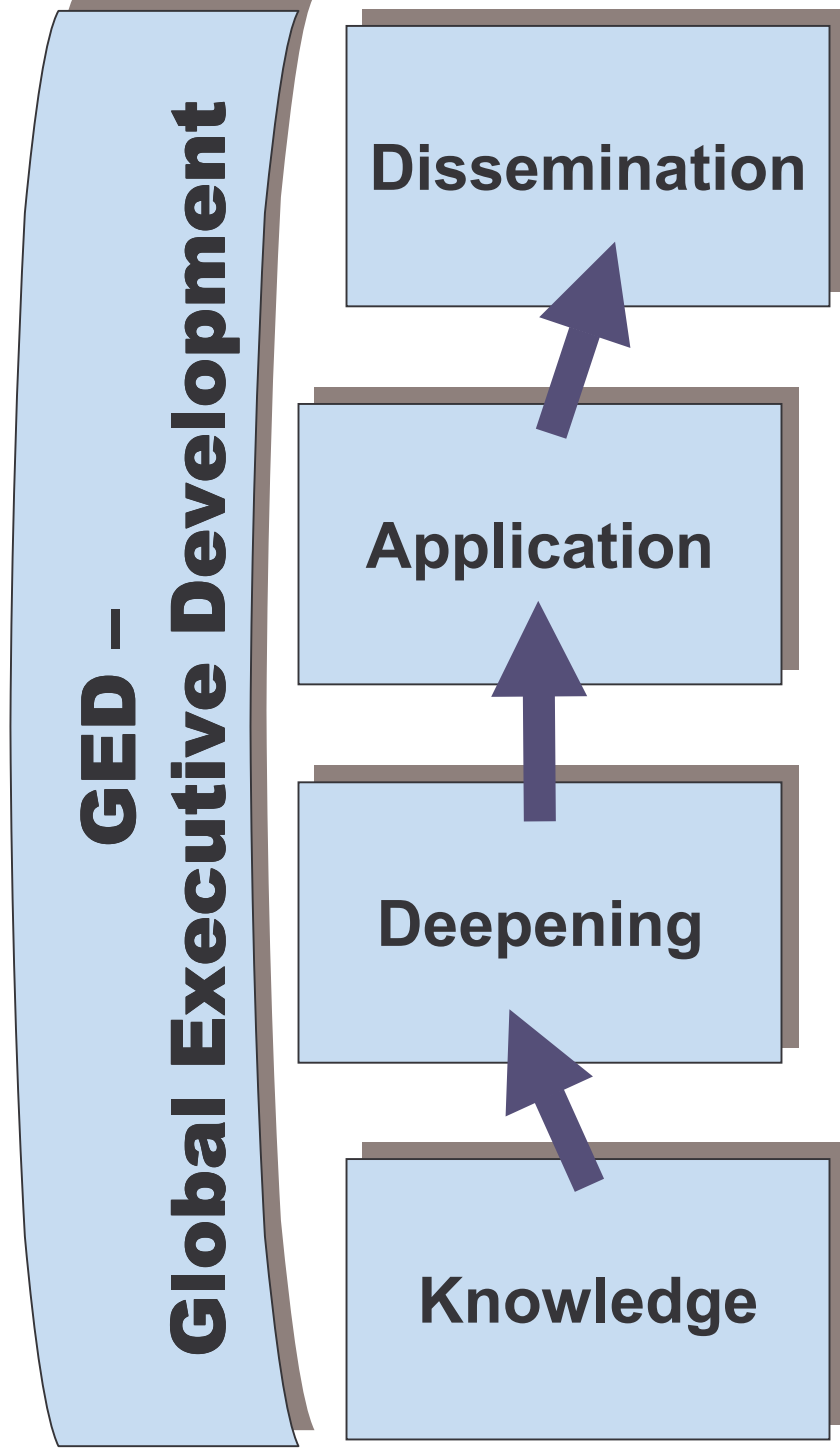 GED –
Global Executive Development
Dissemination
Application
Deepening
Knowledge